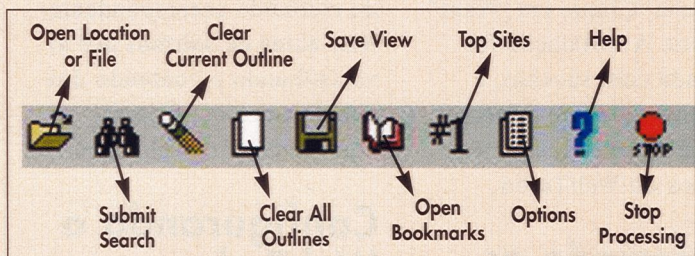 Open Location
or File
Clear
Current Outline
Save View
Top Sites
Help
#1
?
STOP
Submit
Search
Clear All
Outlines
Open
Bookmarks
Options
Stop
Processing